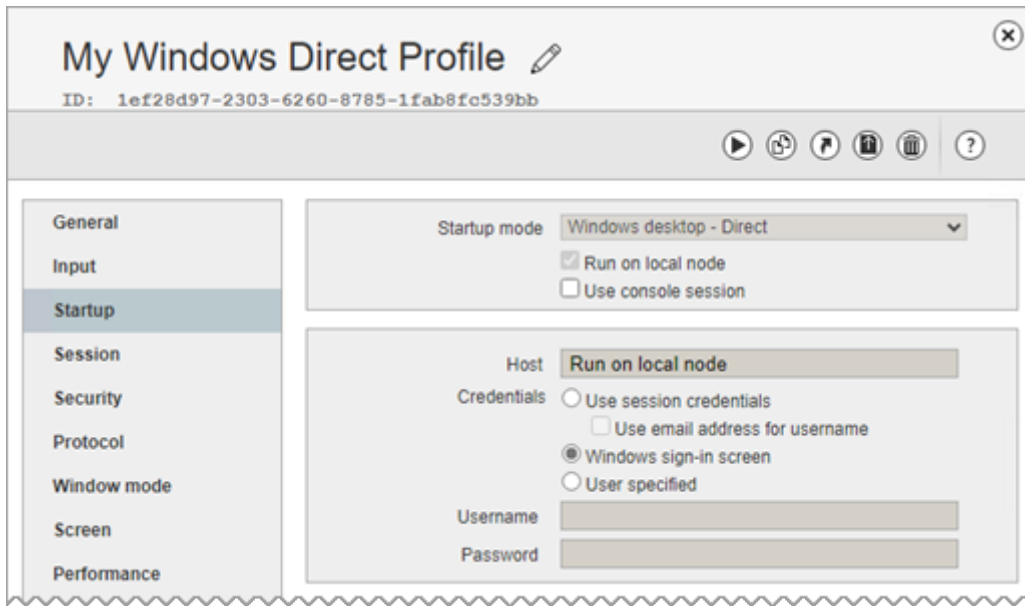 My Windows Direct Profile
ID: 1ef28d97-2303-6260-8785-1fab8fc539bb
?
General
Input
Startup
Session
Security
Protocol
Window mode
Screen
Performance
Startup mode Windows desktop - Direct
Run on local node
Use console session
Host Run on local node
Credentials Use session credentials
Use email address for username
Windows sign-in screen
User specified
Username
Password